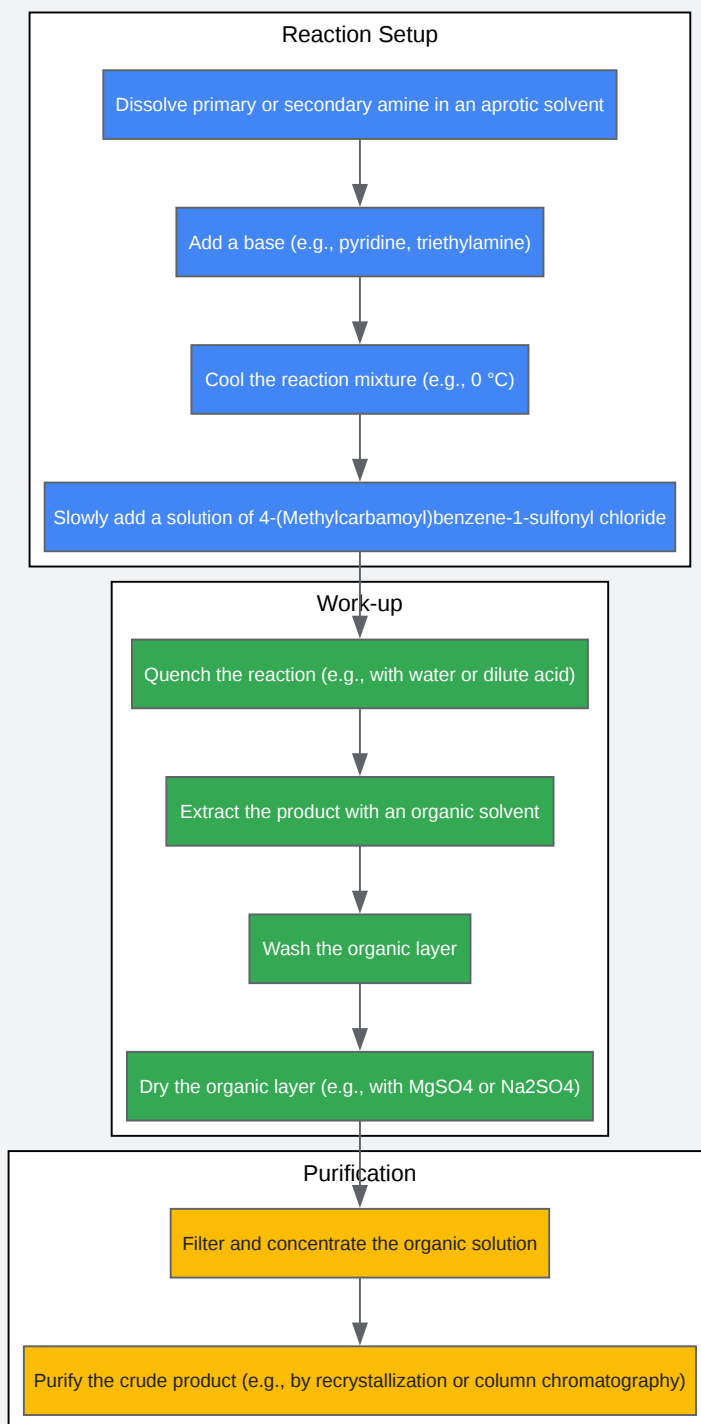 Reaction Setup
Dissolve primary or secondary amine in an aprotic solvent
Add a base (e.g., pyridine, triethylamine)
Cool the reaction mixture (e.g., 0 °C)
Slowly add a solution of 4-(Methylcarbamoyl)benzene-1-sulfonyl chloride
Work-up
Quench the reaction (e.g., with water or dilute acid)
Extract the product with an organic solvent
Wash the organic layer
Dry the organic layer (e.g., with MgSO4 or Na2SO4)
Purification
Filter and concentrate the organic solution
Purify the crude product (e.g., by recrystallization or column chromatography)